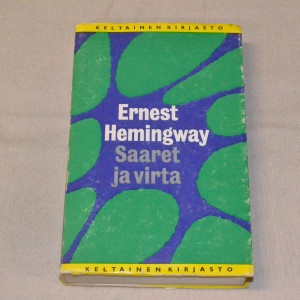 KELTAINEN KIRJASTO
Ernest
Hemingway
Saaret
ja virta
KELTAINEN KIRJASTO